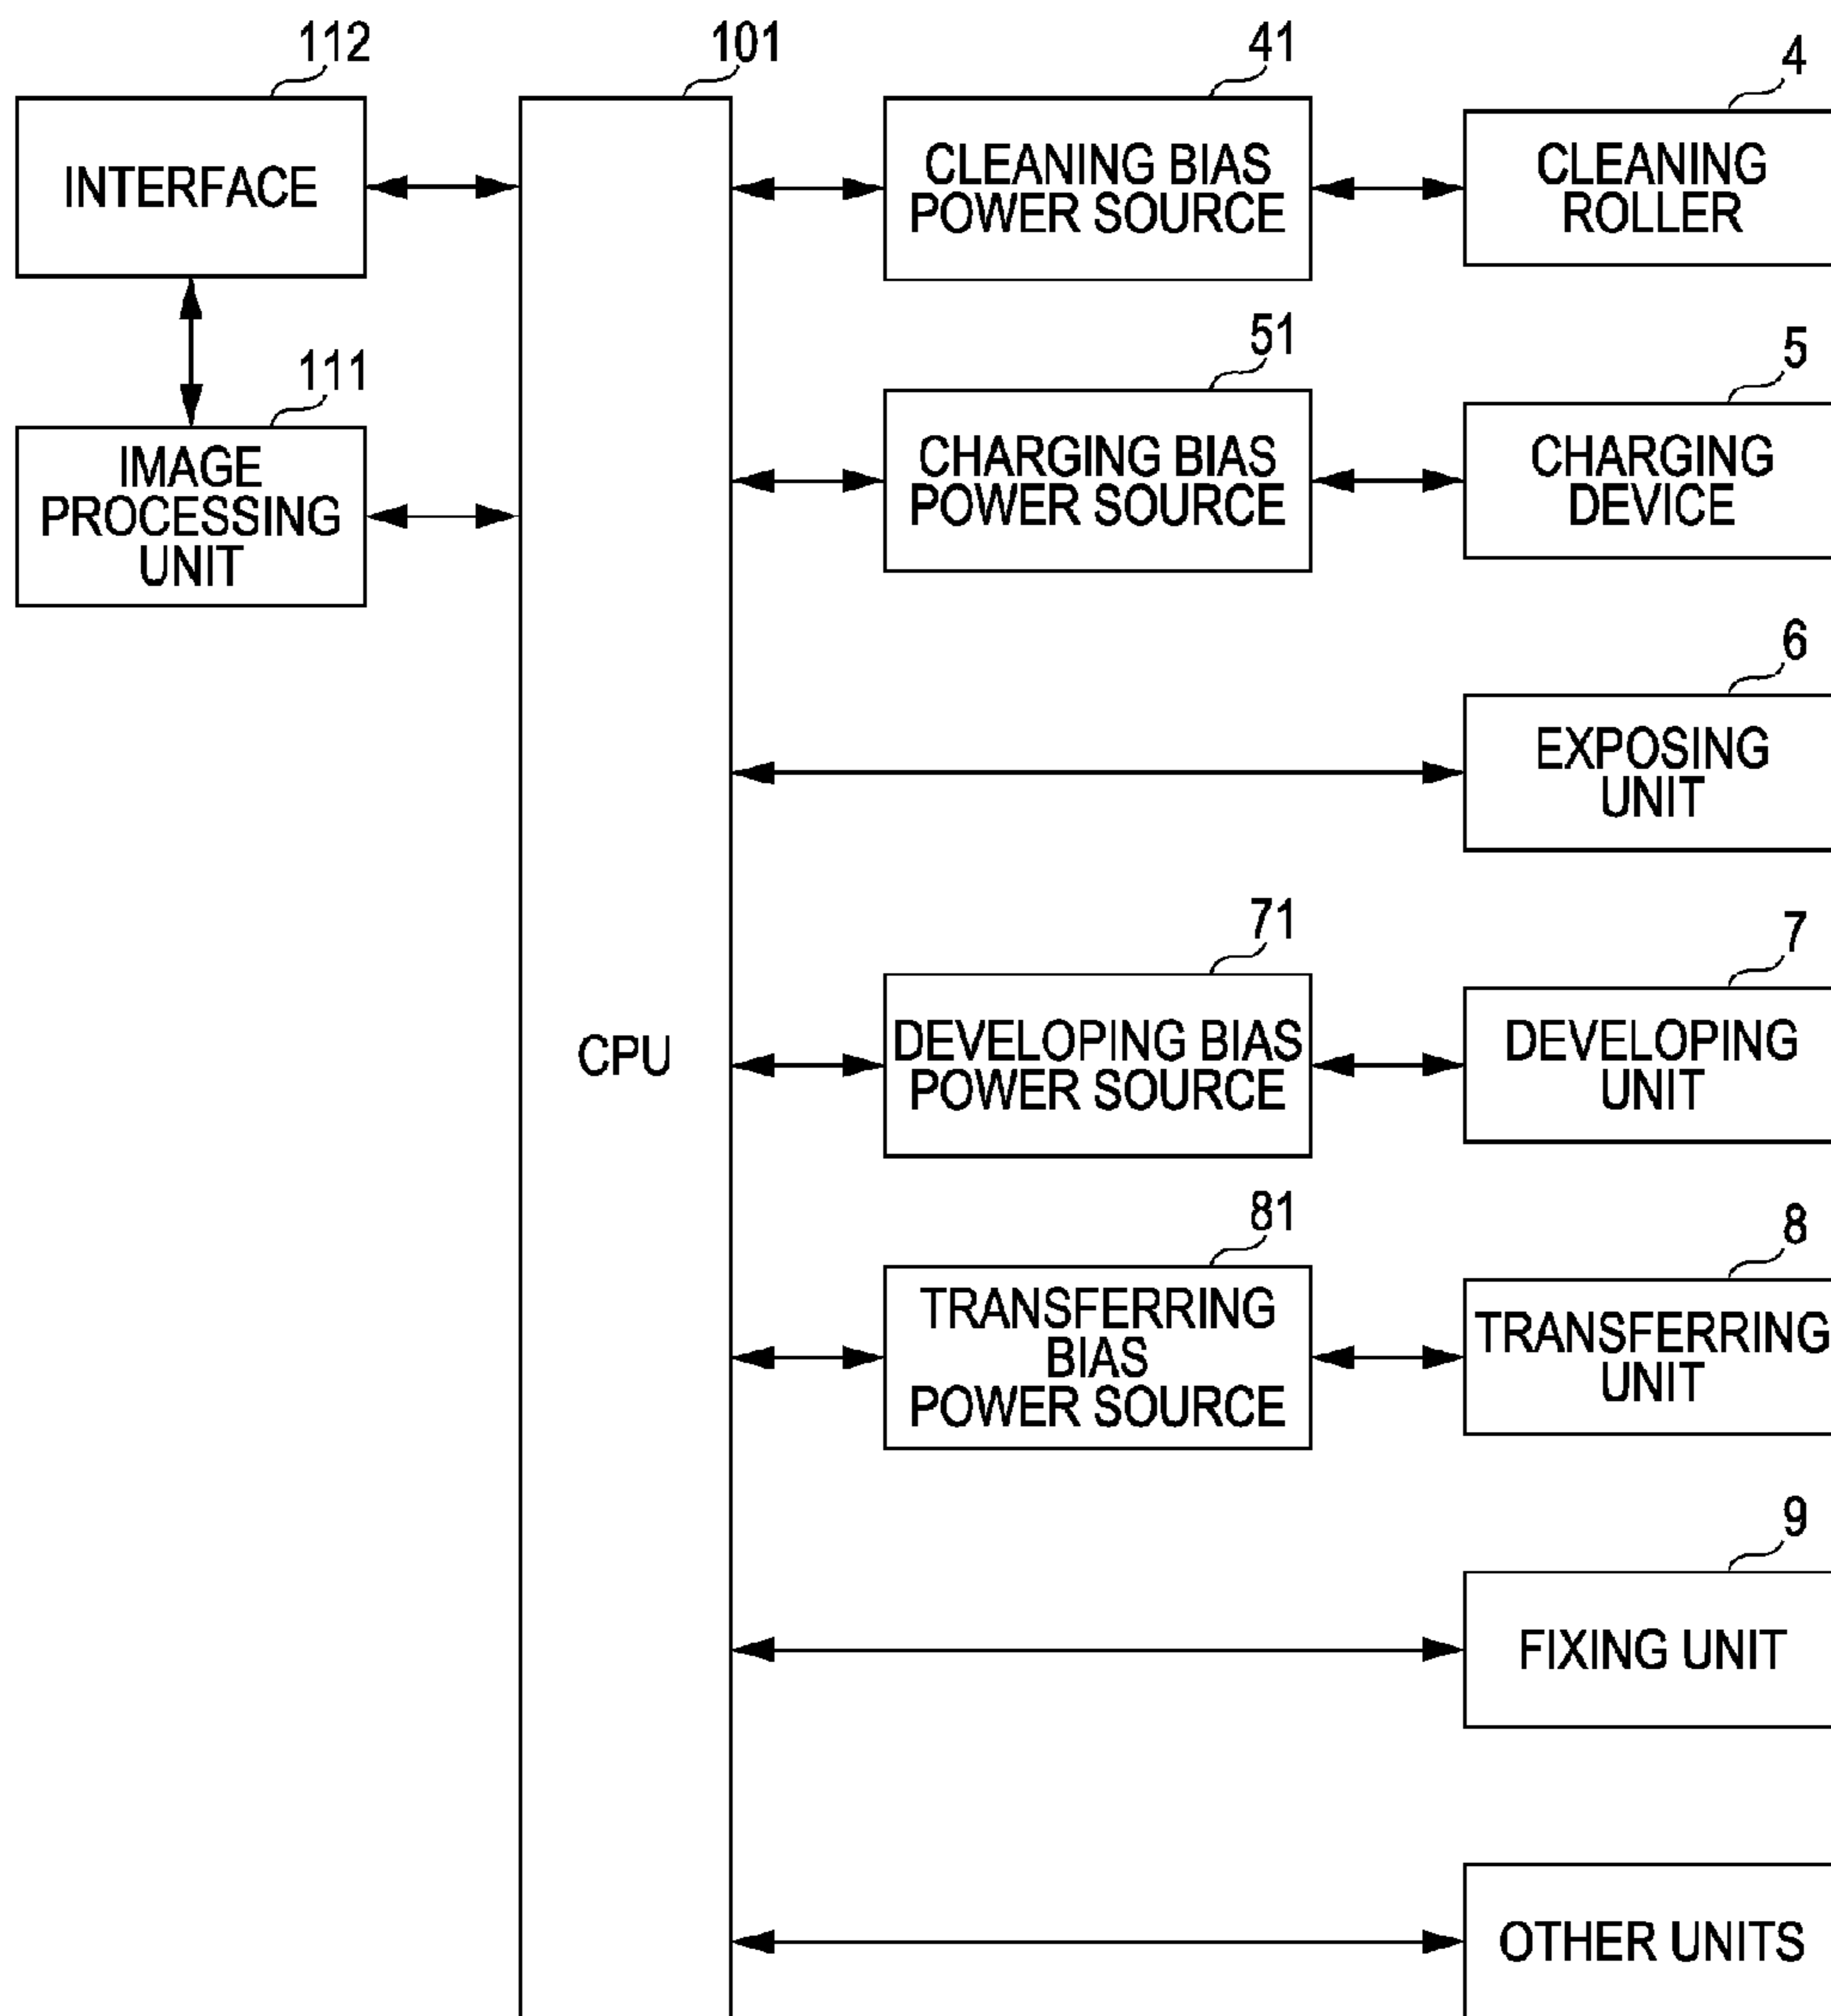 112
101
41
4
INTERFACE
CLEANING BIAS
POWER SOURCE
CLEANING
ROLLER
111
51
5
IMAGE
PROCESSING
UNIT
CHARGING BIAS
POWER SOURCE
CHARGING
DEVICE
6
EXPOSING
UNIT
71
7
CPU
DEVELOPING BIAS
POWER SOURCE
DEVELOPING
UNIT
81
8
TRANSFERRING
BIAS
POWER SOURCE
TRANSFERRING
UNIT
9
FIXING UNIT
OTHER UNITS